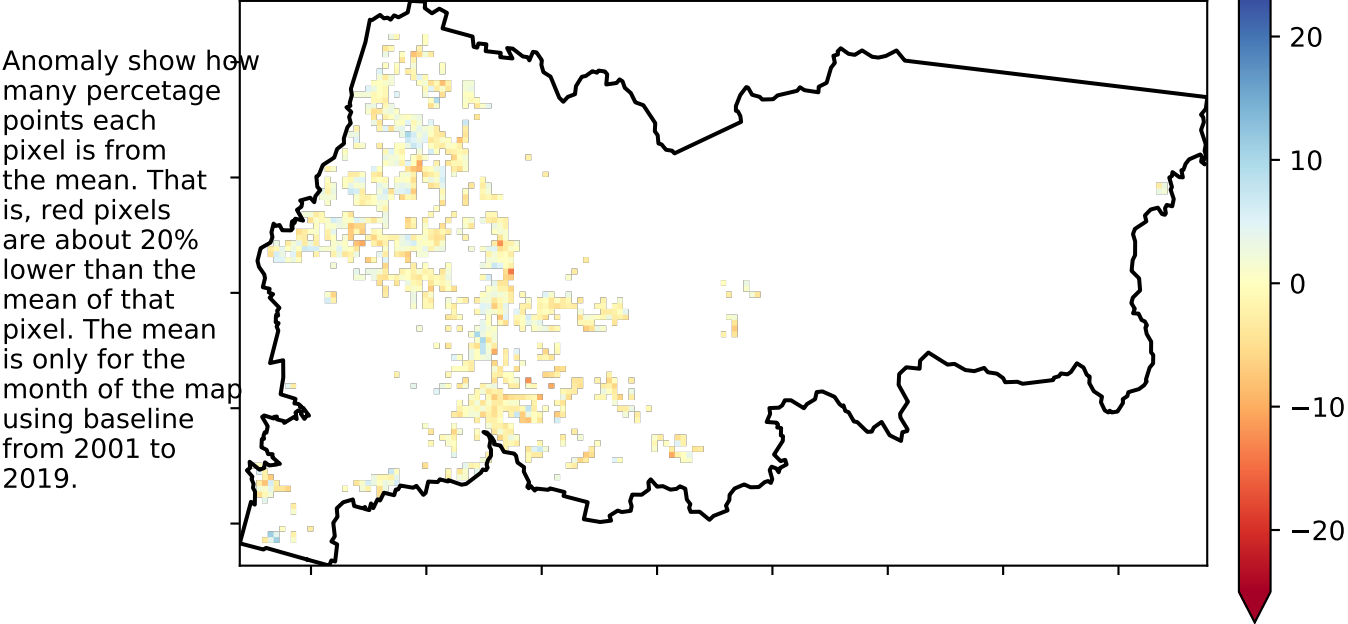 Anomaly show how
many percetage
points each
pixel is from
the mean. That
is, red pixels
are about 20%
lower than the
mean of that
pixel. The mean
is only for the
month of the map
using baseline
from 2001 to
2019.
20
10
0
−10
−20